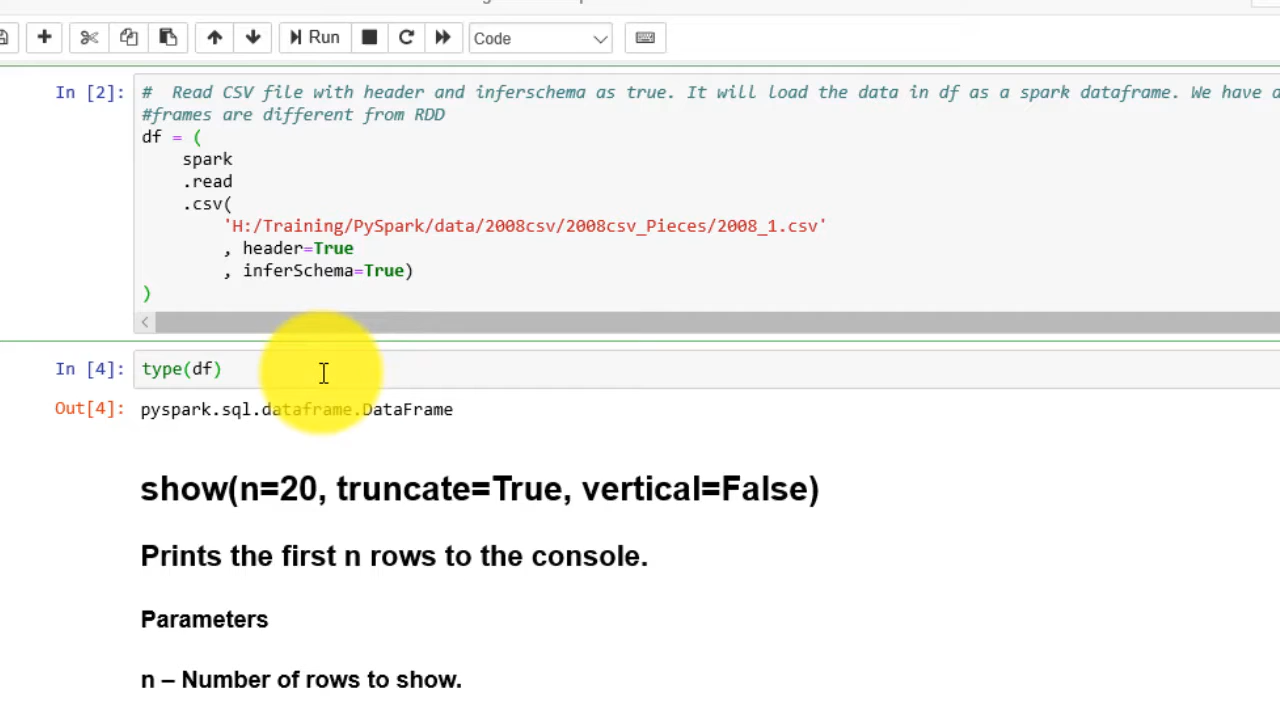 Run
Code
In [2]:
# Read CSV file with header and inferschema as true. It will load the data in df as a spark dataframe. We have a
#frames are different from RDD
df = (
spark
.read
.csv(
'H:/Training/PySpark/data/2008csv/2008csv_Pieces/2008_1.csv'
, header=True
, inferSchema=True)
)
In [4]: type(df)
Out[4]: pyspark.sql.dataframe.DataFrame
show(n=20, truncate=True, vertical=False)
Prints the first n rows to the console.
Parameters
n – Number of rows to show.